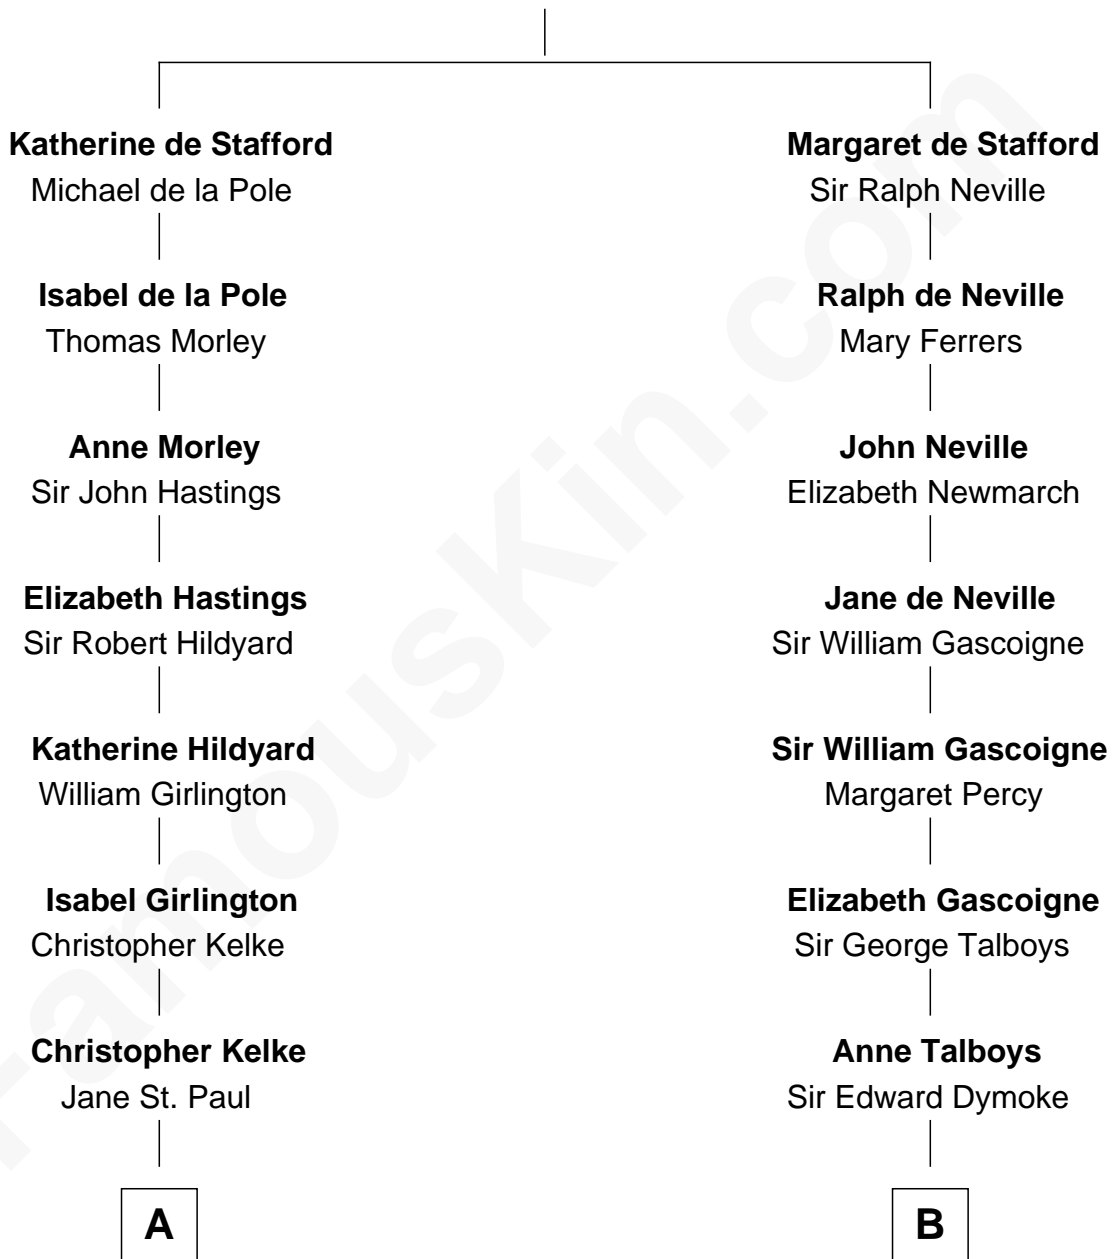 Katherine de Stafford
Michael de la Pole
Margaret de Stafford
Sir Ralph Neville
Isabel de la Pole
Thomas Morley
Ralph de Neville
Mary Ferrers
Anne Morley
Sir John Hastings
John Neville
Elizabeth Newmarch
Elizabeth Hastings
Sir Robert Hildyard
Jane de Neville
Sir William Gascoigne
Katherine Hildyard
William Girlington
Sir William Gascoigne
Margaret Percy
Isabel Girlington
Christopher Kelke
Elizabeth Gascoigne
Sir George Talboys
Christopher Kelke
Jane St. Paul
Anne Talboys
Sir Edward Dymoke
A
B
FamousKin.com